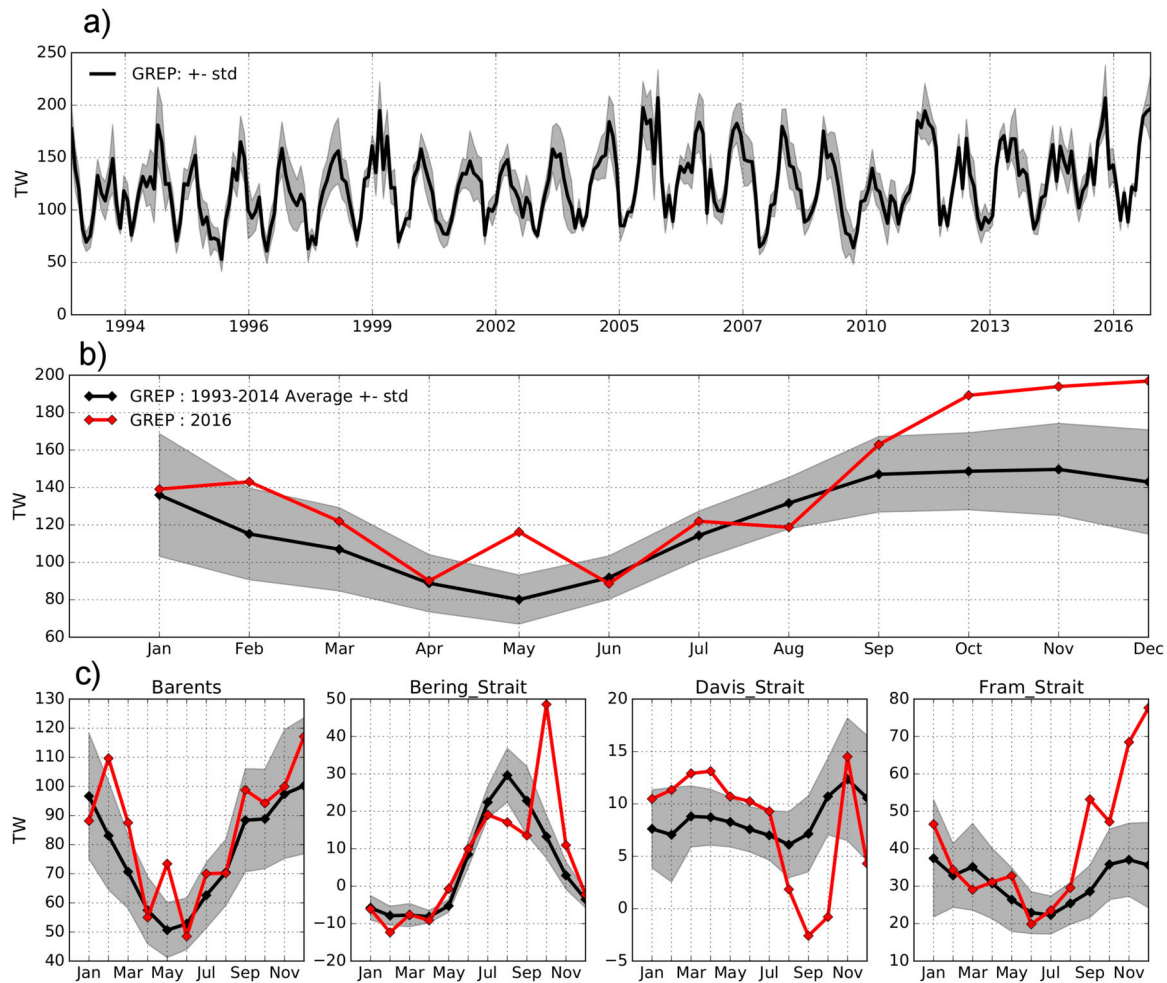 a)
250
200
150
100
50
0
TW
GREP: +- std
1994 1996 1999 2002 2005 2007 2010 2013 2016
b)
200
180
160
140
120
100
80
60
TW
GREP : 1993-2014 Average +- std
GREP : 2016
Jan Feb Mar Apr May Jun Jul Aug Sep Oct Nov Dec
c)
Barents
130
120
110
100
90
80
70
60
50
40
TW
Jan Mar May Jul Sep Nov
Bering_Strait
50
40
30
20
10
0
−10
−20
Jan Mar May Jul Sep Nov
Davis_Strait
20
15
10
5
0
−5
Jan Mar May Jul Sep Nov
Fram_Strait
80
70
60
50
40
30
20
10
Jan Mar May Jul Sep Nov